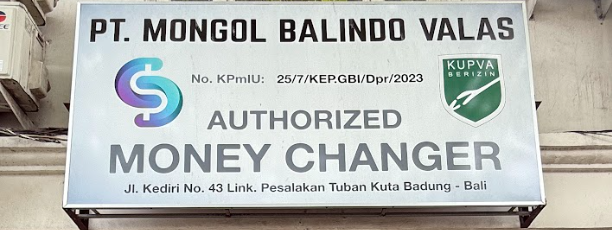 PT. MONGOL BALINDO VALAS
No. KPmIU: 25/7/KEP.GBI/Dpr/2023
KUPVA
BERIZIN
AUTHORIZED
MONEY CHANGER
Jl. Kediri No. 43 Link. Pesalakan Tuban Kuta Badung - Bali